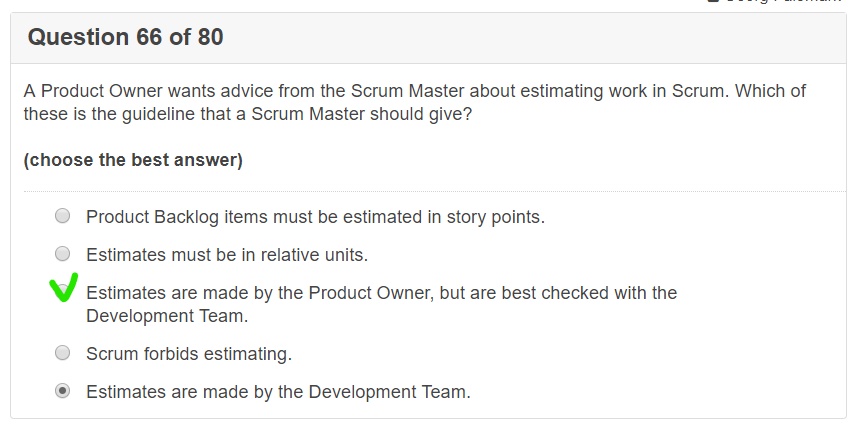 Question 66 of 80
A Product Owner wants advice from the Scrum Master about estimating work in Scrum. Which of
these is the guideline that a Scrum Master should give?
(choose the best answer)
Product Backlog items must be estimated in story points.
Estimates must be in relative units.
Estimates are made by the Product Owner, but are best checked with the
Development Team.
Scrum forbids estimating.
Estimates are made by the Development Team.